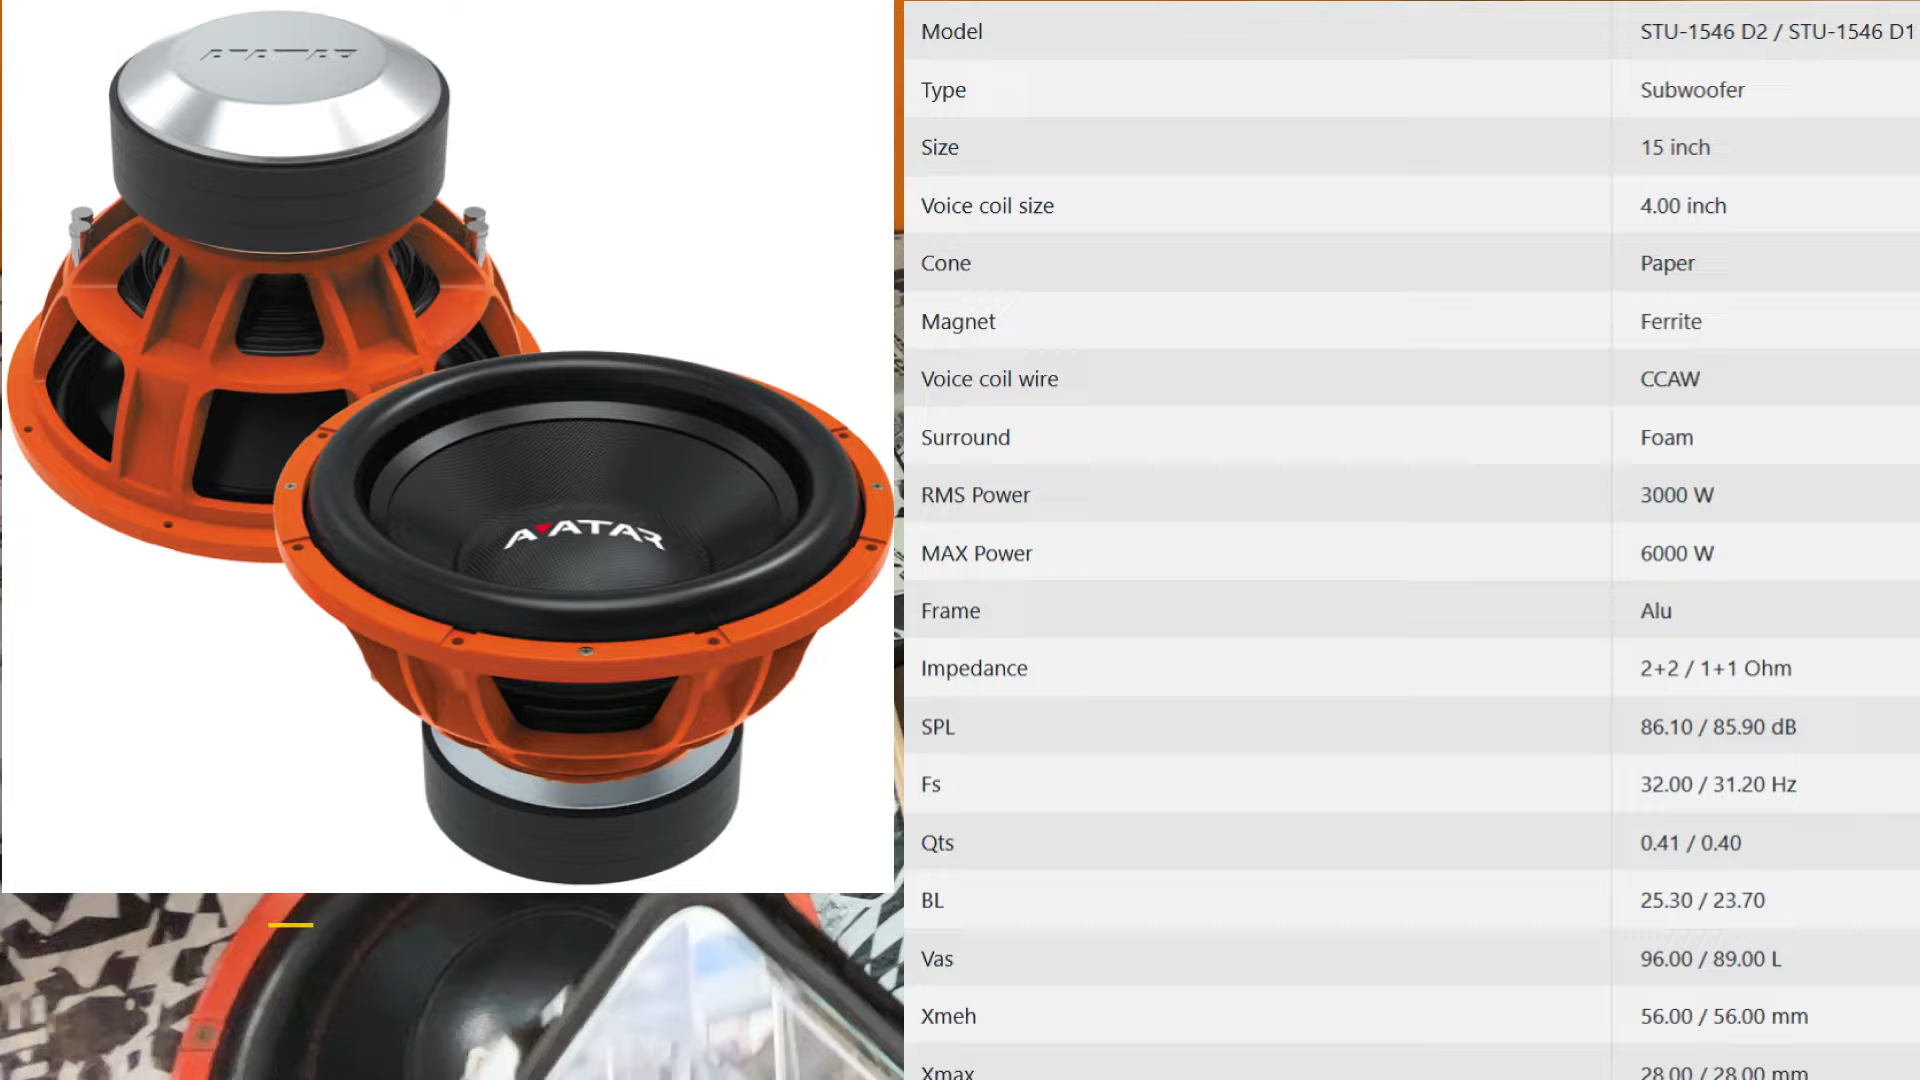 AVATAR
AVATAR
Model STU-1546 D2 / STU-1546 D1
Type Subwoofer
Size 15 inch
Voice coil size 4.00 inch
Cone Paper
Magnet Ferrite
Voice coil wire CCAW
Surround Foam
RMS Power 3000 W
MAX Power 6000 W
Frame Alu
Impedance 2+2 / 1+1 Ohm
SPL 86.10 / 85.90 dB
Fs 32.00 / 31.20 Hz
Qts 0.41 / 0.40
BL 25.30 / 23.70
Vas 96.00 / 89.00 L
Xmeh 56.00 / 56.00 mm
Xmax 28.00 / 28.00 mm